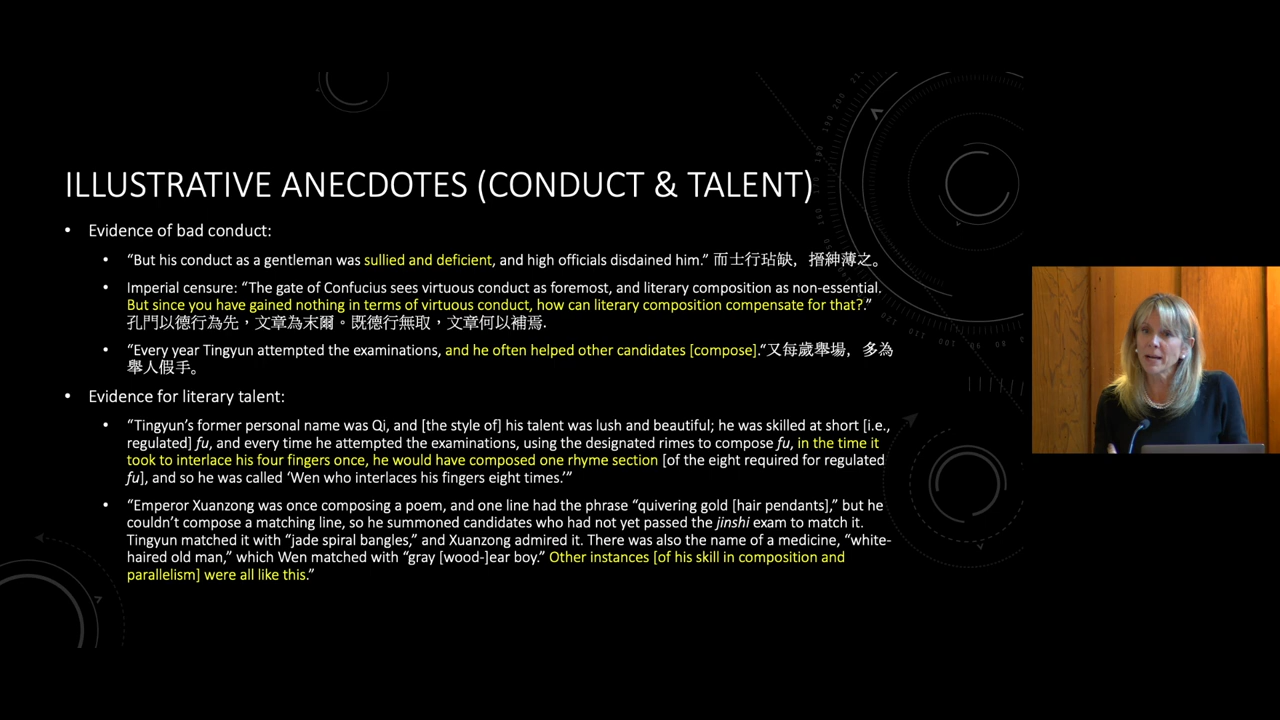 ILLUSTRATIVE ANECDOTES (CONDUCT & TALENT)
• Evidence of bad conduct:
• “But his conduct as a gentleman was sullied and deficient, and high officials disdained him.” 而士行玷缺，搢紳薄之。
• Imperial censure: “The gate of Confucius sees virtuous conduct as foremost, and literary composition as non-essential.
But since you have gained nothing in terms of virtuous conduct, how can literary composition compensate for that?.”
孔門以德行為先，文章為末爾。既德行無取，文章何以補焉.
• “Every year Tingyun attempted the examinations, and he often helped other candidates [compose].“又每歲舉場，多為
舉人假手。
• Evidence for literary talent:
• “Tingyun’s former personal name was Qi, and [the style of] his talent was lush and beautiful; he was skilled at short [i.e.,
regulated] fu, and every time he attempted the examinations, using the designated rimes to compose fu, in the time it
took to interlace his four fingers once, he would have composed one rhyme section [of the eight required for regulated
fu], and so he was called ‘Wen who interlaces his fingers eight times.’”
• “Emperor Xuanzong was once composing a poem, and one line had the phrase “quivering gold [hair pendants],” but he
couldn’t compose a matching line, so he summoned candidates who had not yet passed the jinshi exam to match it.
Tingyun matched it with “jade spiral bangles,” and Xuanzong admired it. There was also the name of a medicine, “white-
haired old man,” which Wen matched with “gray [wood-]ear boy.” Other instances [of his skill in composition and
parallelism] were all like this.”